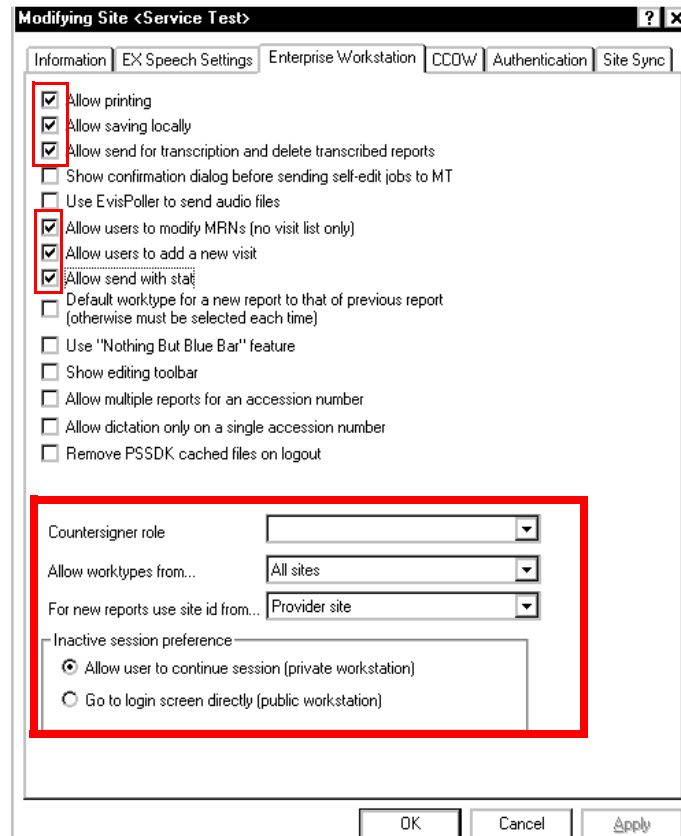 Modifying Site <Service Test>
Information EX Speech Settings Enterprise Workstation CCOW Authentication Site Sync
Allow printing
Allow saving locally
Allow send for transcription and delete transcribed reports
Show confirmation dialog before sending self-edit jobs to MT
Use EvisPoller to send audio files
Allow users to modify MRNs (no visit list only)
Allow users to add a new visit
Allow send with stat
Default worktype for a new report to that of previous report
(otherwise must be selected each time)
Use "Nothing But Blue Bar" feature
Show editing toolbar
Allow multiple reports for an accession number
Allow dictation only on a single accession number
Remove PSSDK cached files on logout
Countersigner role
Allow worktypes from... All sites
For new reports use site id from... Provider site
Inactive session preference
Allow user to continue session (private workstation)
Go to login screen directly (public workstation)
OK Cancel Apply